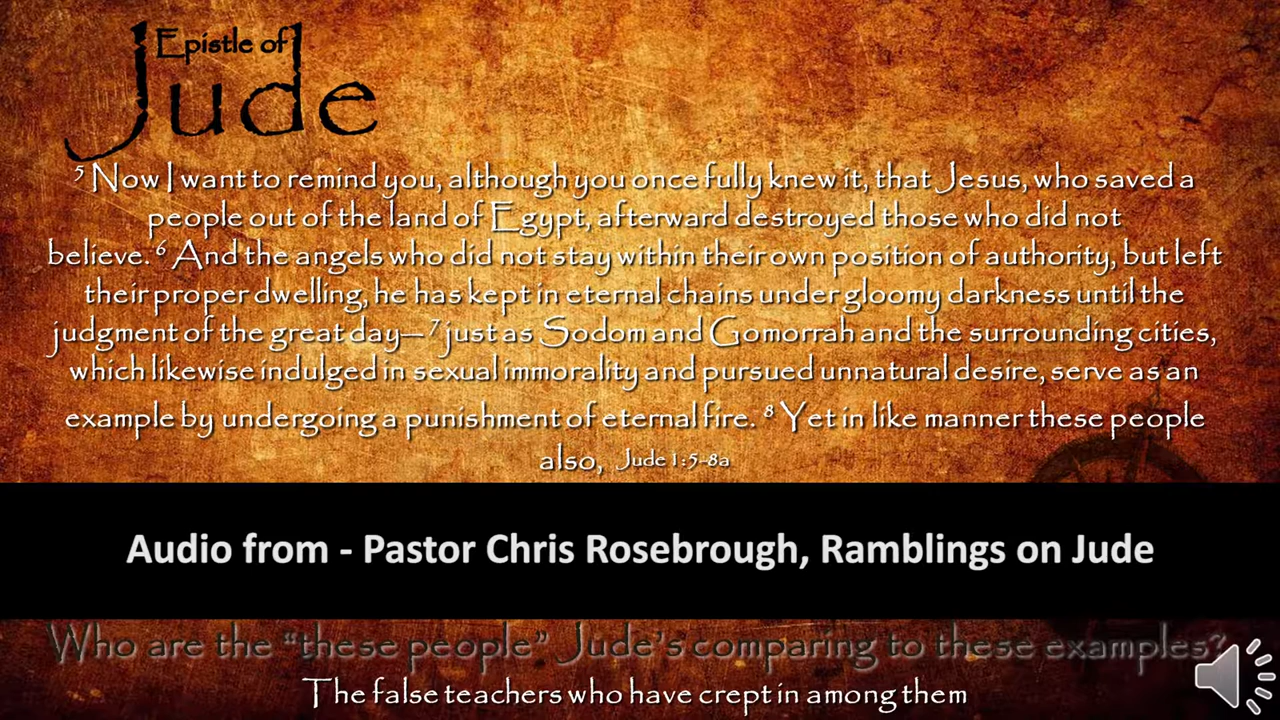 Epistle of
Jude
⁵ Now I want to remind you, although you once fully knew it, that Jesus, who saved a
people out of the land of Egypt, afterward destroyed those who did not
believe. ⁶ And the angels who did not stay within their own position of authority, but left
their proper dwelling, he has kept in eternal chains under gloomy darkness until the
judgment of the great day— ⁷ just as Sodom and Gomorrah and the surrounding cities,
which likewise indulged in sexual immorality and pursued unnatural desire, serve as an
example by undergoing a punishment of eternal fire. ⁸ Yet in like manner these people
also, Jude 1:5-8a
Audio from - Pastor Chris Rosebrough, Ramblings on Jude
Who are the “these people” Jude’s comparing to these examples?
The false teachers who have crept in among them